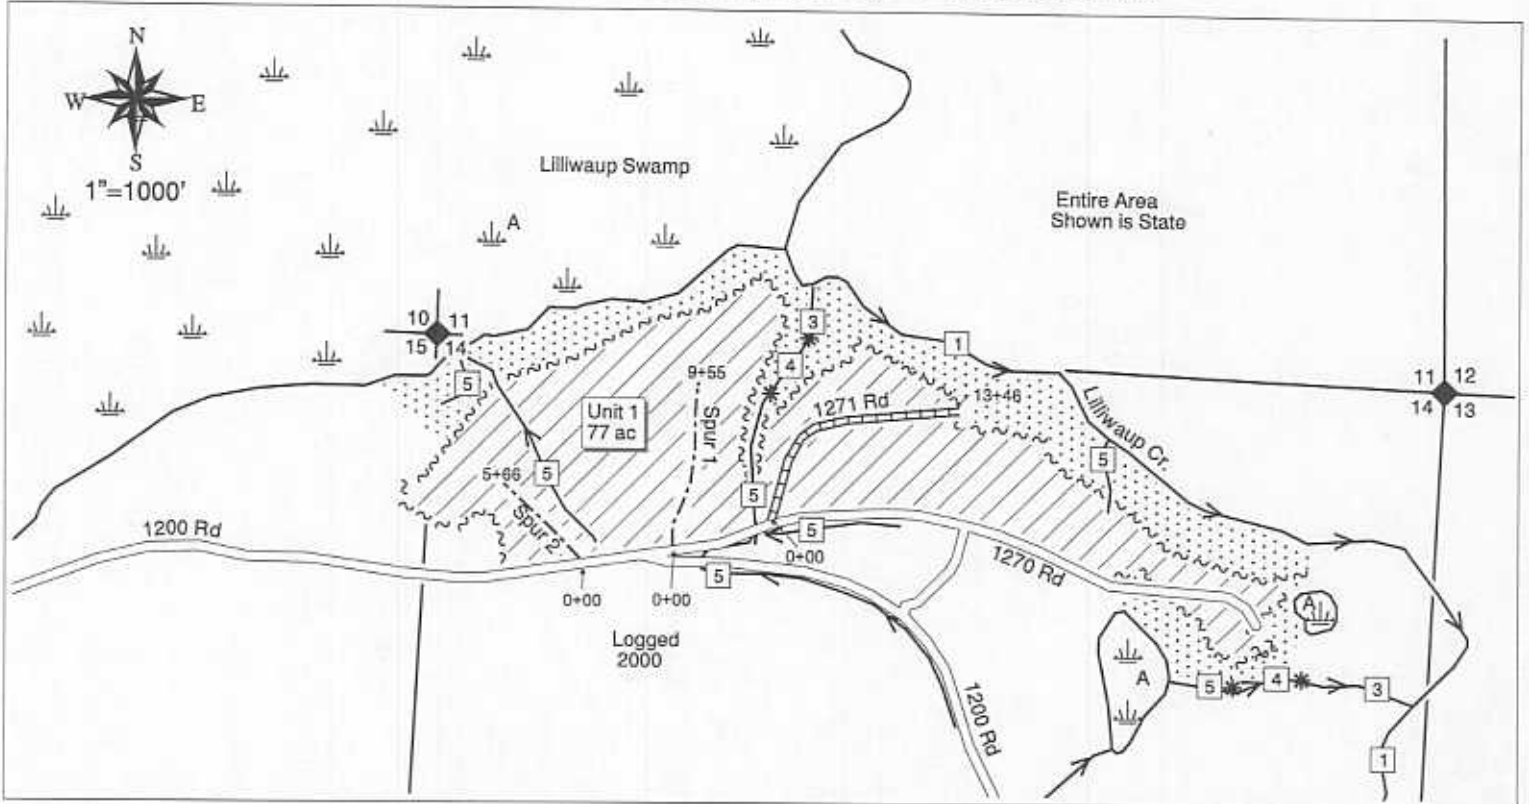 N
W E
S
1"=1000'
Lilliwaup Swamp
A
Entire Area
Shown is State
10 11
15 14
5
3
4
1
9+55
Unit 1
77 ac
Spur 1
1271 Rd
13+46
11 12
14 13
Lilliwaup Cr.
5
5+66
5
5
Spur 2
1200 Rd
5
0+00
1270 Rd
5
0+00
0+00
Logged
2000
A
A
5
4
3
1200 Rd
1